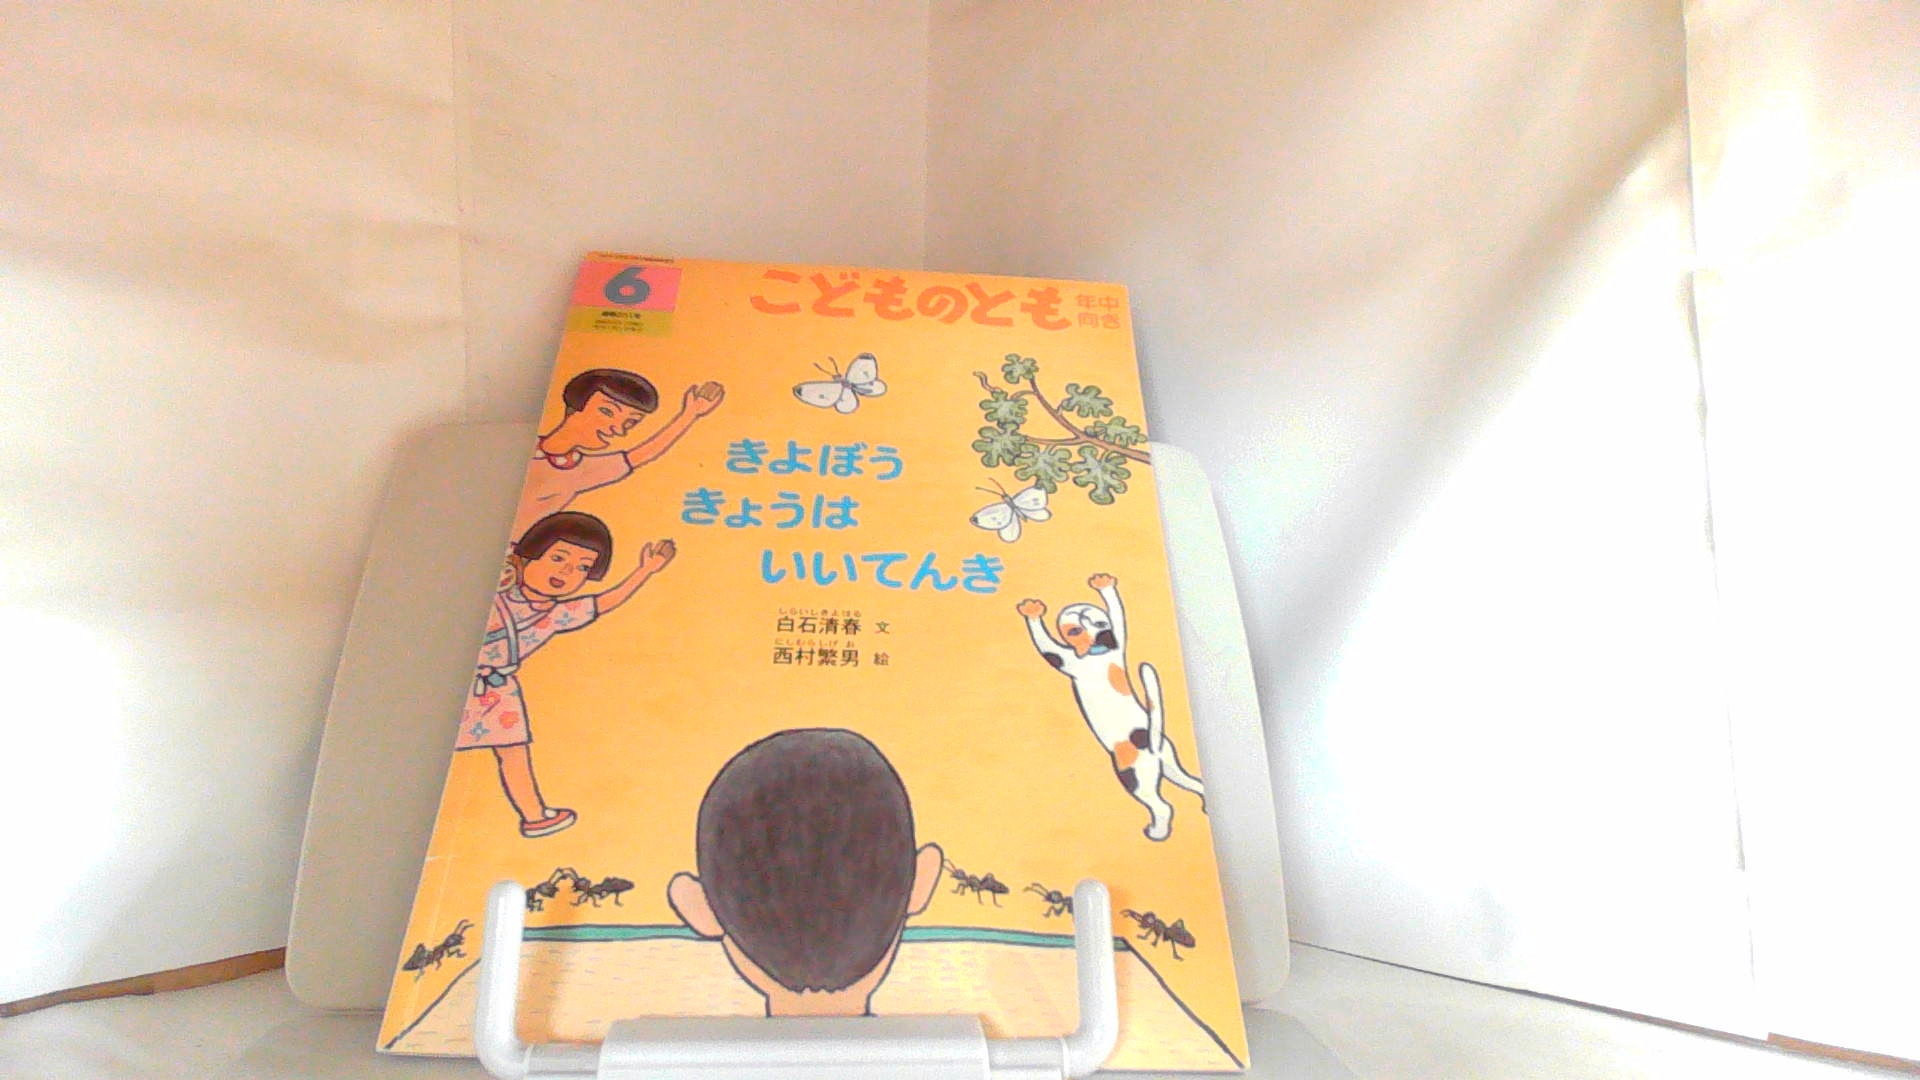 6
こどものとも 年中向き
きよぼう
きょうは
いいてんき
しらいしきよはる
白石清春 文
にしむらしげお
西村繁男 絵